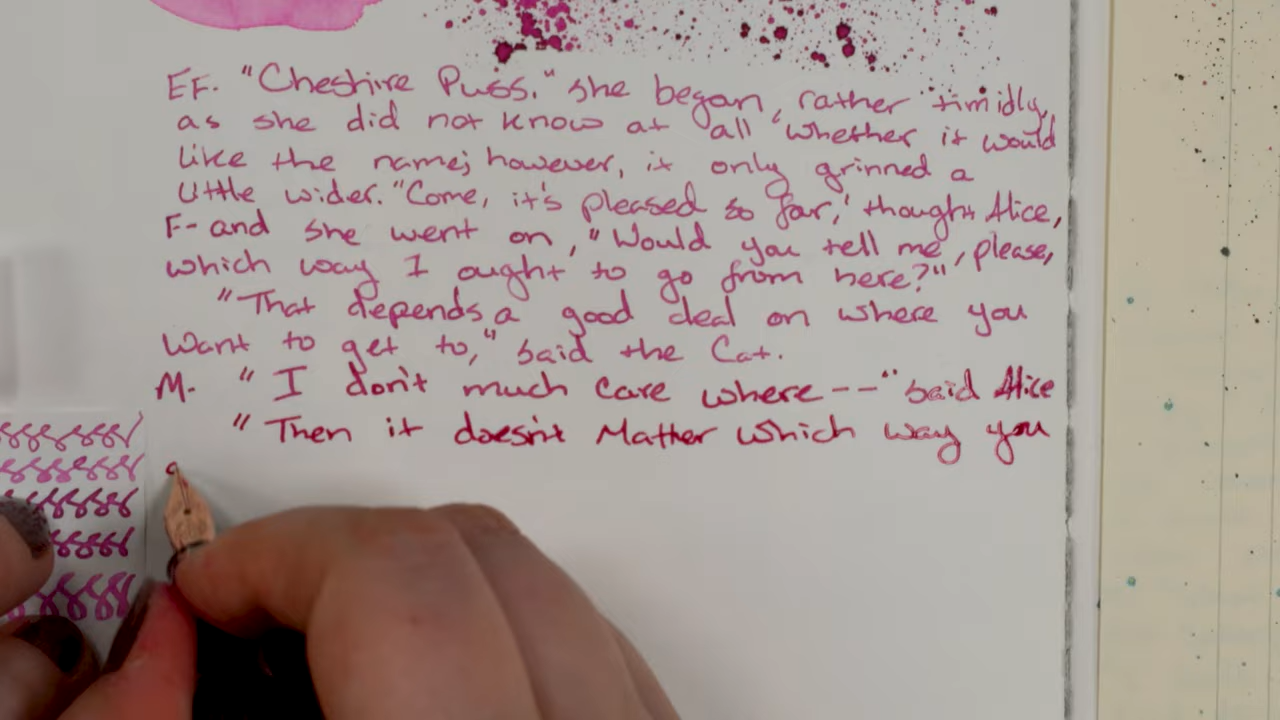 EF. "Cheshire Puss." she began, rather timidly,
as she did not know at all whether it would
like the name; however, it only grinned a
little wider. "Come, it's pleased so far,' thought Alice,
F- and she went on, "Would you tell me, please,
which way I ought to go from here?"
"That depends a good deal on where you
want to get to," said the Cat.
M. "I don't much care where --" said Alice
"Then it doesn't Matter which way you